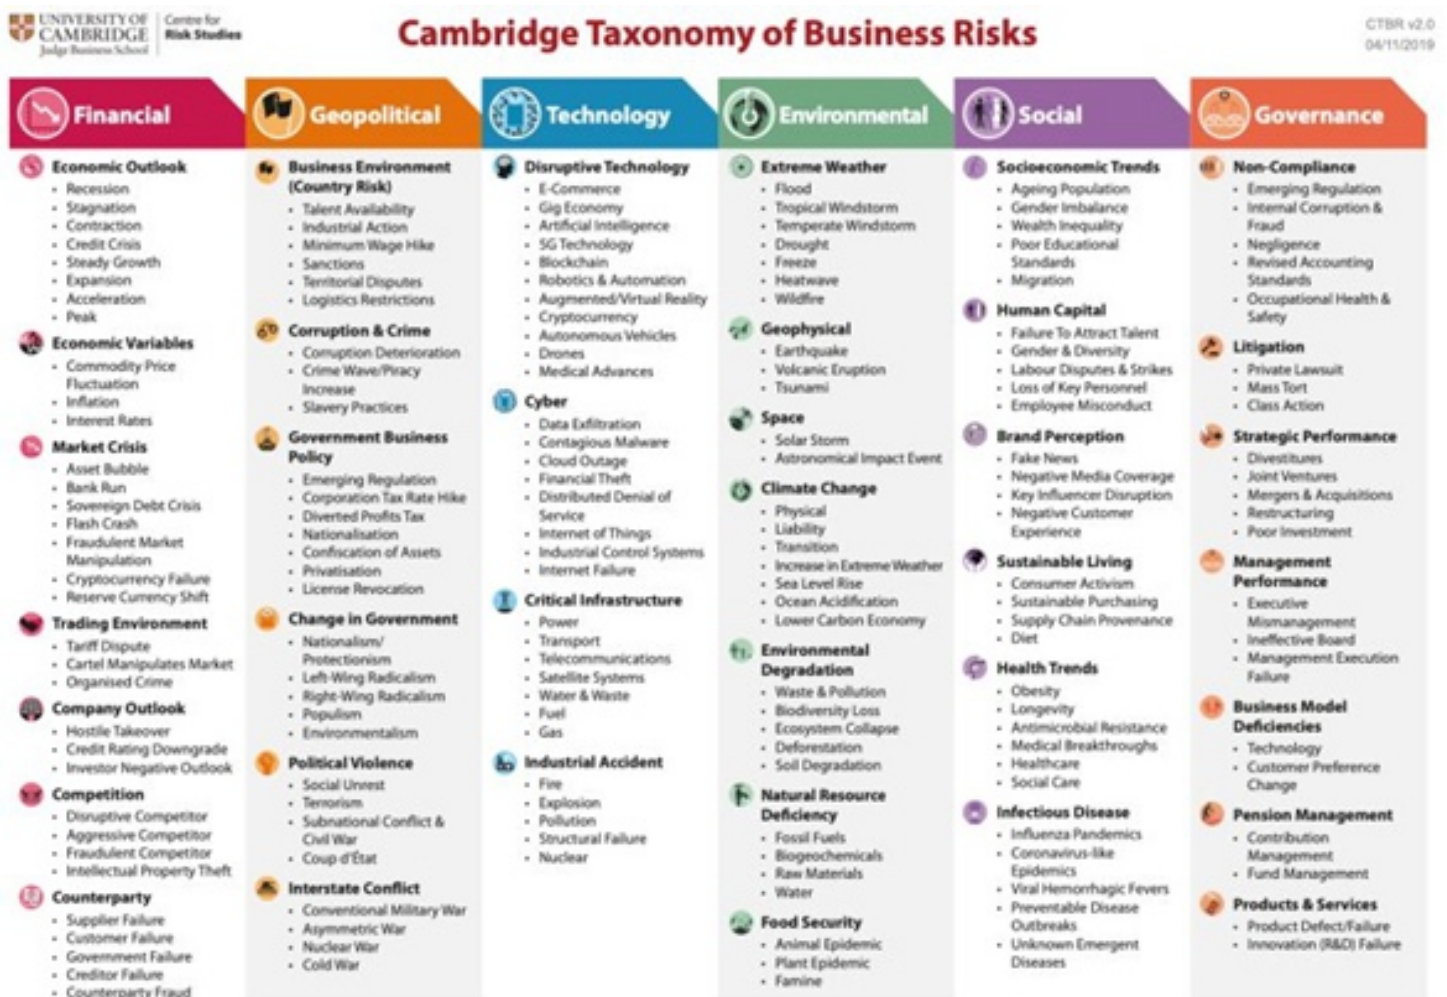 UNIVERSITY OF
CAMBRIDGE
Judge Business School
Centre for
Risk Studies
Cambridge Taxonomy of Business Risks
CTBR v2.0
04/11/2019
Financial
Economic Outlook
• Recession
• Stagnation
• Contraction
• Credit Crisis
• Steady Growth
• Expansion
• Acceleration
• Peak
Economic Variables
• Commodity Price
Fluctuation
• Inflation
• Interest Rates
Market Crisis
• Asset Bubble
• Bank Run
• Sovereign Debt Crisis
• Flash Crash
• Fraudulent Market
Manipulation
• Cryptocurrency Failure
• Reserve Currency Shift
Trading Environment
• Tariff Dispute
• Cartel Manipulates Market
• Organised Crime
Company Outlook
• Hostile Takeover
• Credit Rating Downgrade
• Investor Negative Outlook
Competition
• Disruptive Competitor
• Aggressive Competitor
• Fraudulent Competitor
• Intellectual Property Theft
Counterparty
• Supplier Failure
• Customer Failure
• Government Failure
• Creditor Failure
• Counterparty Fraud
Geopolitical
Business Environment
(Country Risk)
• Talent Availability
• Industrial Action
• Minimum Wage Hike
• Sanctions
• Territorial Disputes
• Logistics Restrictions
Corruption & Crime
• Corruption Deterioration
• Crime Wave/Piracy
Increase
• Slavery Practices
Government Business
Policy
• Emerging Regulation
• Corporation Tax Rate Hike
• Diverted Profits Tax
• Nationalisation
• Confiscation of Assets
• Privatisation
• License Revocation
Change in Government
• Nationalism/
Protectionism
• Left-Wing Radicalism
• Right-Wing Radicalism
• Populism
• Environmentalism
Political Violence
• Social Unrest
• Terrorism
• Subnational Conflict &
Civil War
• Coup d'État
Interstate Conflict
• Conventional Military War
• Asymmetric War
• Nuclear War
• Cold War
Technology
Disruptive Technology
• E-Commerce
• Gig Economy
• Artificial Intelligence
• 5G Technology
• Blockchain
• Robotics & Automation
• Augmented/Virtual Reality
• Cryptocurrency
• Autonomous Vehicles
• Drones
• Medical Advances
Cyber
• Data Exfiltration
• Contagious Malware
• Cloud Outage
• Financial Theft
• Distributed Denial of
Service
• Internet of Things
• Industrial Control Systems
• Internet Failure
Critical Infrastructure
• Power
• Transport
• Telecommunications
• Satellite Systems
• Water & Waste
• Fuel
• Gas
Industrial Accident
• Fire
• Explosion
• Pollution
• Structural Failure
• Nuclear
Environmental
Extreme Weather
• Flood
• Tropical Windstorm
• Temperate Windstorm
• Drought
• Freeze
• Heatwave
• Wildfire
Geophysical
• Earthquake
• Volcanic Eruption
• Tsunami
Space
• Solar Storm
• Astronomical Impact Event
Climate Change
• Physical
• Liability
• Transition
• Increase in Extreme Weather
• Sea Level Rise
• Ocean Acidification
• Lower Carbon Economy
Environmental
Degradation
• Waste & Pollution
• Biodiversity Loss
• Ecosystem Collapse
• Deforestation
• Soil Degradation
Natural Resource
Deficiency
• Fossil Fuels
• Biogeochemicals
• Raw Materials
• Water
Food Security
• Animal Epidemic
• Plant Epidemic
• Famine
Social
Socioeconomic Trends
• Ageing Population
• Gender Imbalance
• Wealth Inequality
• Poor Educational
Standards
• Migration
Human Capital
• Failure To Attract Talent
• Gender & Diversity
• Labour Disputes & Strikes
• Loss of Key Personnel
• Employee Misconduct
Brand Perception
• Fake News
• Negative Media Coverage
• Key Influencer Disruption
• Negative Customer
Experience
Sustainable Living
• Consumer Activism
• Sustainable Purchasing
• Supply Chain Provenance
• Diet
Health Trends
• Obesity
• Longevity
• Antimicrobial Resistance
• Medical Breakthroughs
• Healthcare
• Social Care
Infectious Disease
• Influenza Pandemics
• Coronavirus-like
Epidemics
• Viral Hemorrhagic Fevers
• Preventable Disease
Outbreaks
• Unknown Emergent
Diseases
Governance
Non-Compliance
• Emerging Regulation
• Internal Corruption &
Fraud
• Negligence
• Revised Accounting
Standards
• Occupational Health &
Safety
Litigation
• Private Lawsuit
• Mass Tort
• Class Action
Strategic Performance
• Divestitures
• Joint Ventures
• Mergers & Acquisitions
• Restructuring
• Poor Investment
Management
Performance
• Executive
Mismanagement
• Ineffective Board
• Management Execution
Failure
Business Model
Deficiencies
• Technology
• Customer Preference
Change
Pension Management
• Contribution
Management
• Fund Management
Products & Services
• Product Defect/Failure
• Innovation (R&D) Failure